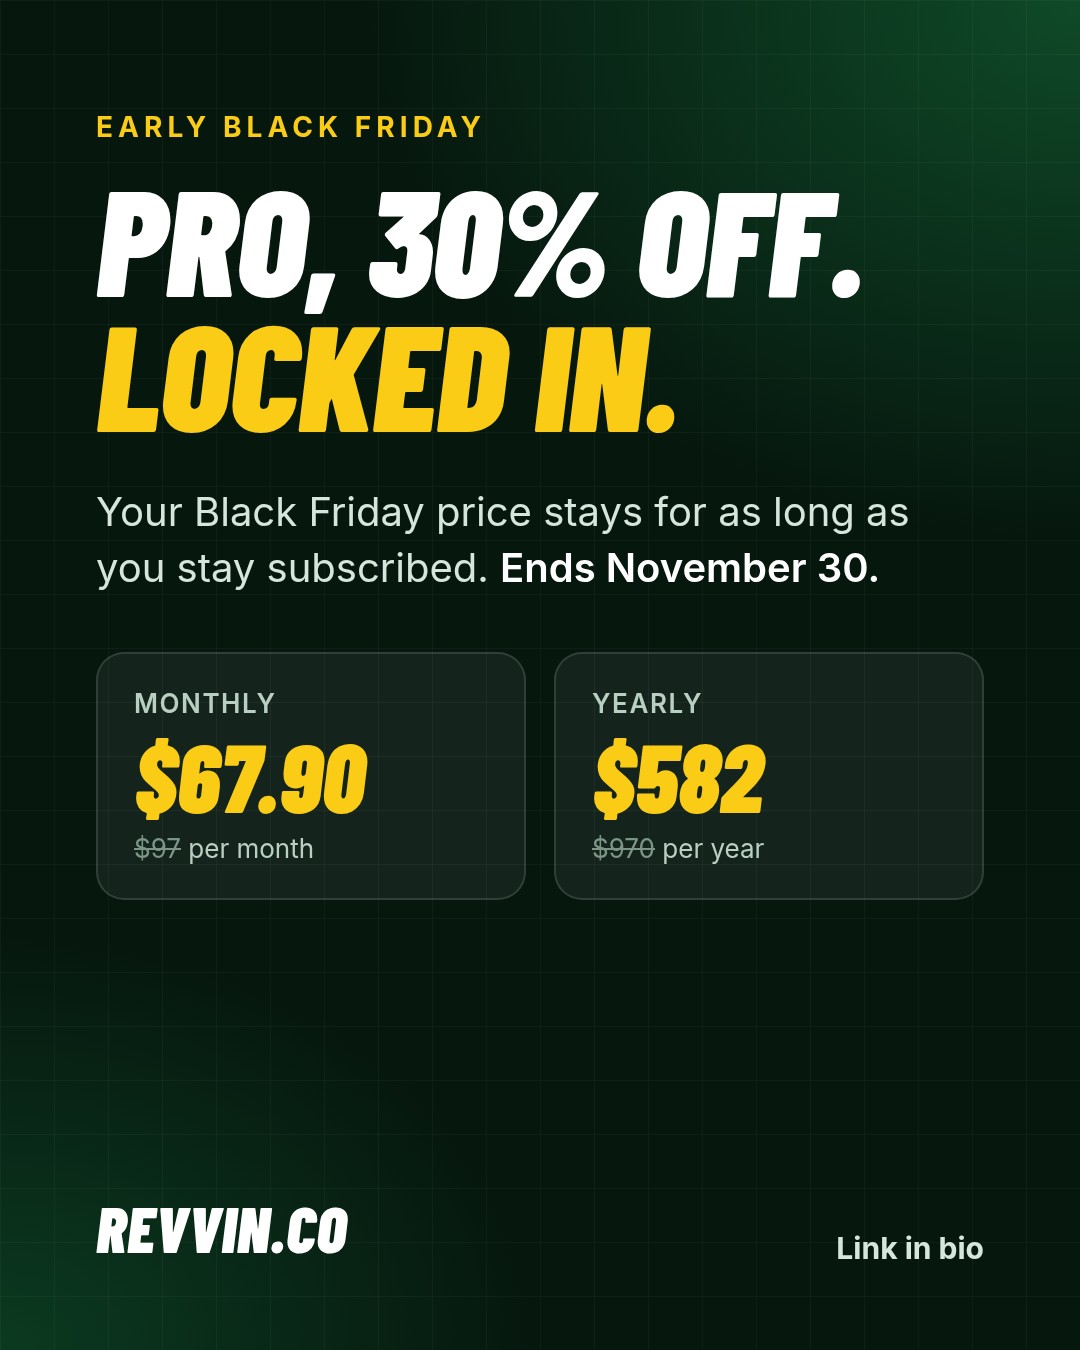 EARLY BLACK FRIDAY
PRO, 30% OFF.
LOCKED IN.
Your Black Friday price stays for as long as
you stay subscribed. Ends November 30.
MONTHLY
$67.90
$97 per month
YEARLY
$582
$970 per year
REVVIN.CO
Link in bio